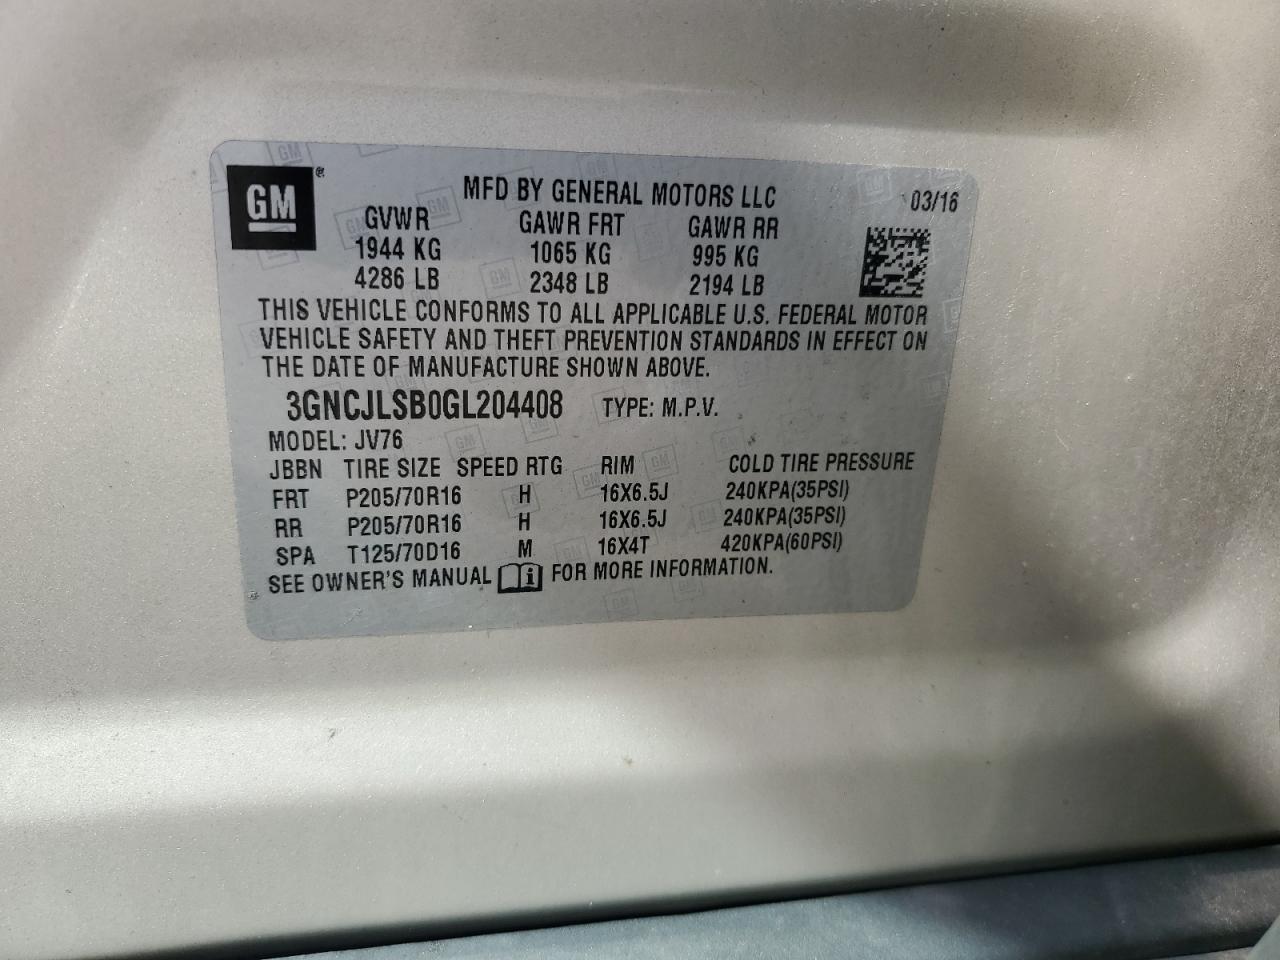 GM®
MFD BY GENERAL MOTORS LLC 03/16
GVWR GAWR FRT GAWR RR
1944 KG 1065 KG 995 KG
4286 LB 2348 LB 2194 LB
THIS VEHICLE CONFORMS TO ALL APPLICABLE U.S. FEDERAL MOTOR
VEHICLE SAFETY AND THEFT PREVENTION STANDARDS IN EFFECT ON
THE DATE OF MANUFACTURE SHOWN ABOVE.
3GNCJLSB0GL204408 TYPE: M.P.V.
MODEL: JV76
JBBN TIRE SIZE SPEED RTG RIM COLD TIRE PRESSURE
FRT P205/70R16 H 16X6.5J 240KPA(35PSI)
RR P205/70R16 H 16X6.5J 240KPA(35PSI)
SPA T125/70D16 M 16X4T 420KPA(60PSI)
SEE OWNER'S MANUAL i FOR MORE INFORMATION.